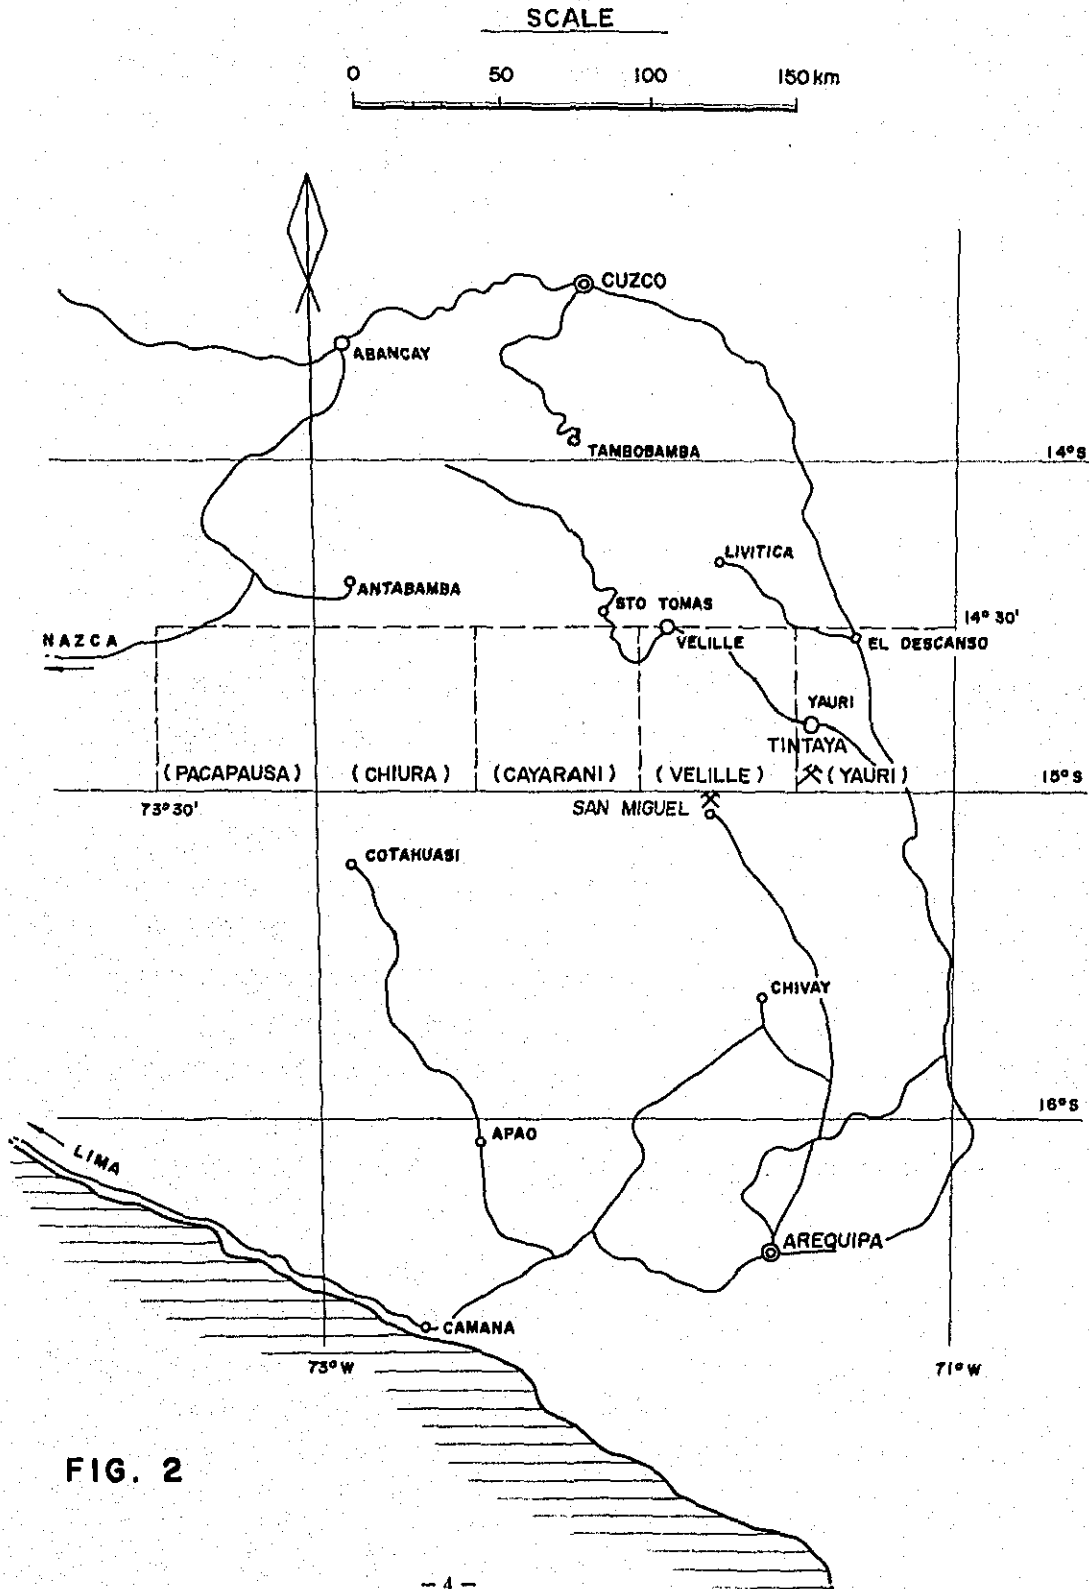 SCALE
0 50 100 150 km
CUZCO
ABANCAY
TAMBOBAMBA
14° S
LIVITICA
ANTABAMBA
STO TOMAS
14° 30'
NAZCA
VELILLE
EL DESCANSO
YAURI
TINTAYA
(PACAPAUSA) (CHIURA) (CAYARANI) (VELILLE) (YAURI)
15° S
73° 30'
SAN MIGUEL
COTAHUASI
CHIVAY
16° S
APAO
LIMA
AREQUIPA
CAMANA
73° W
71° W
FIG. 2
- 4 -